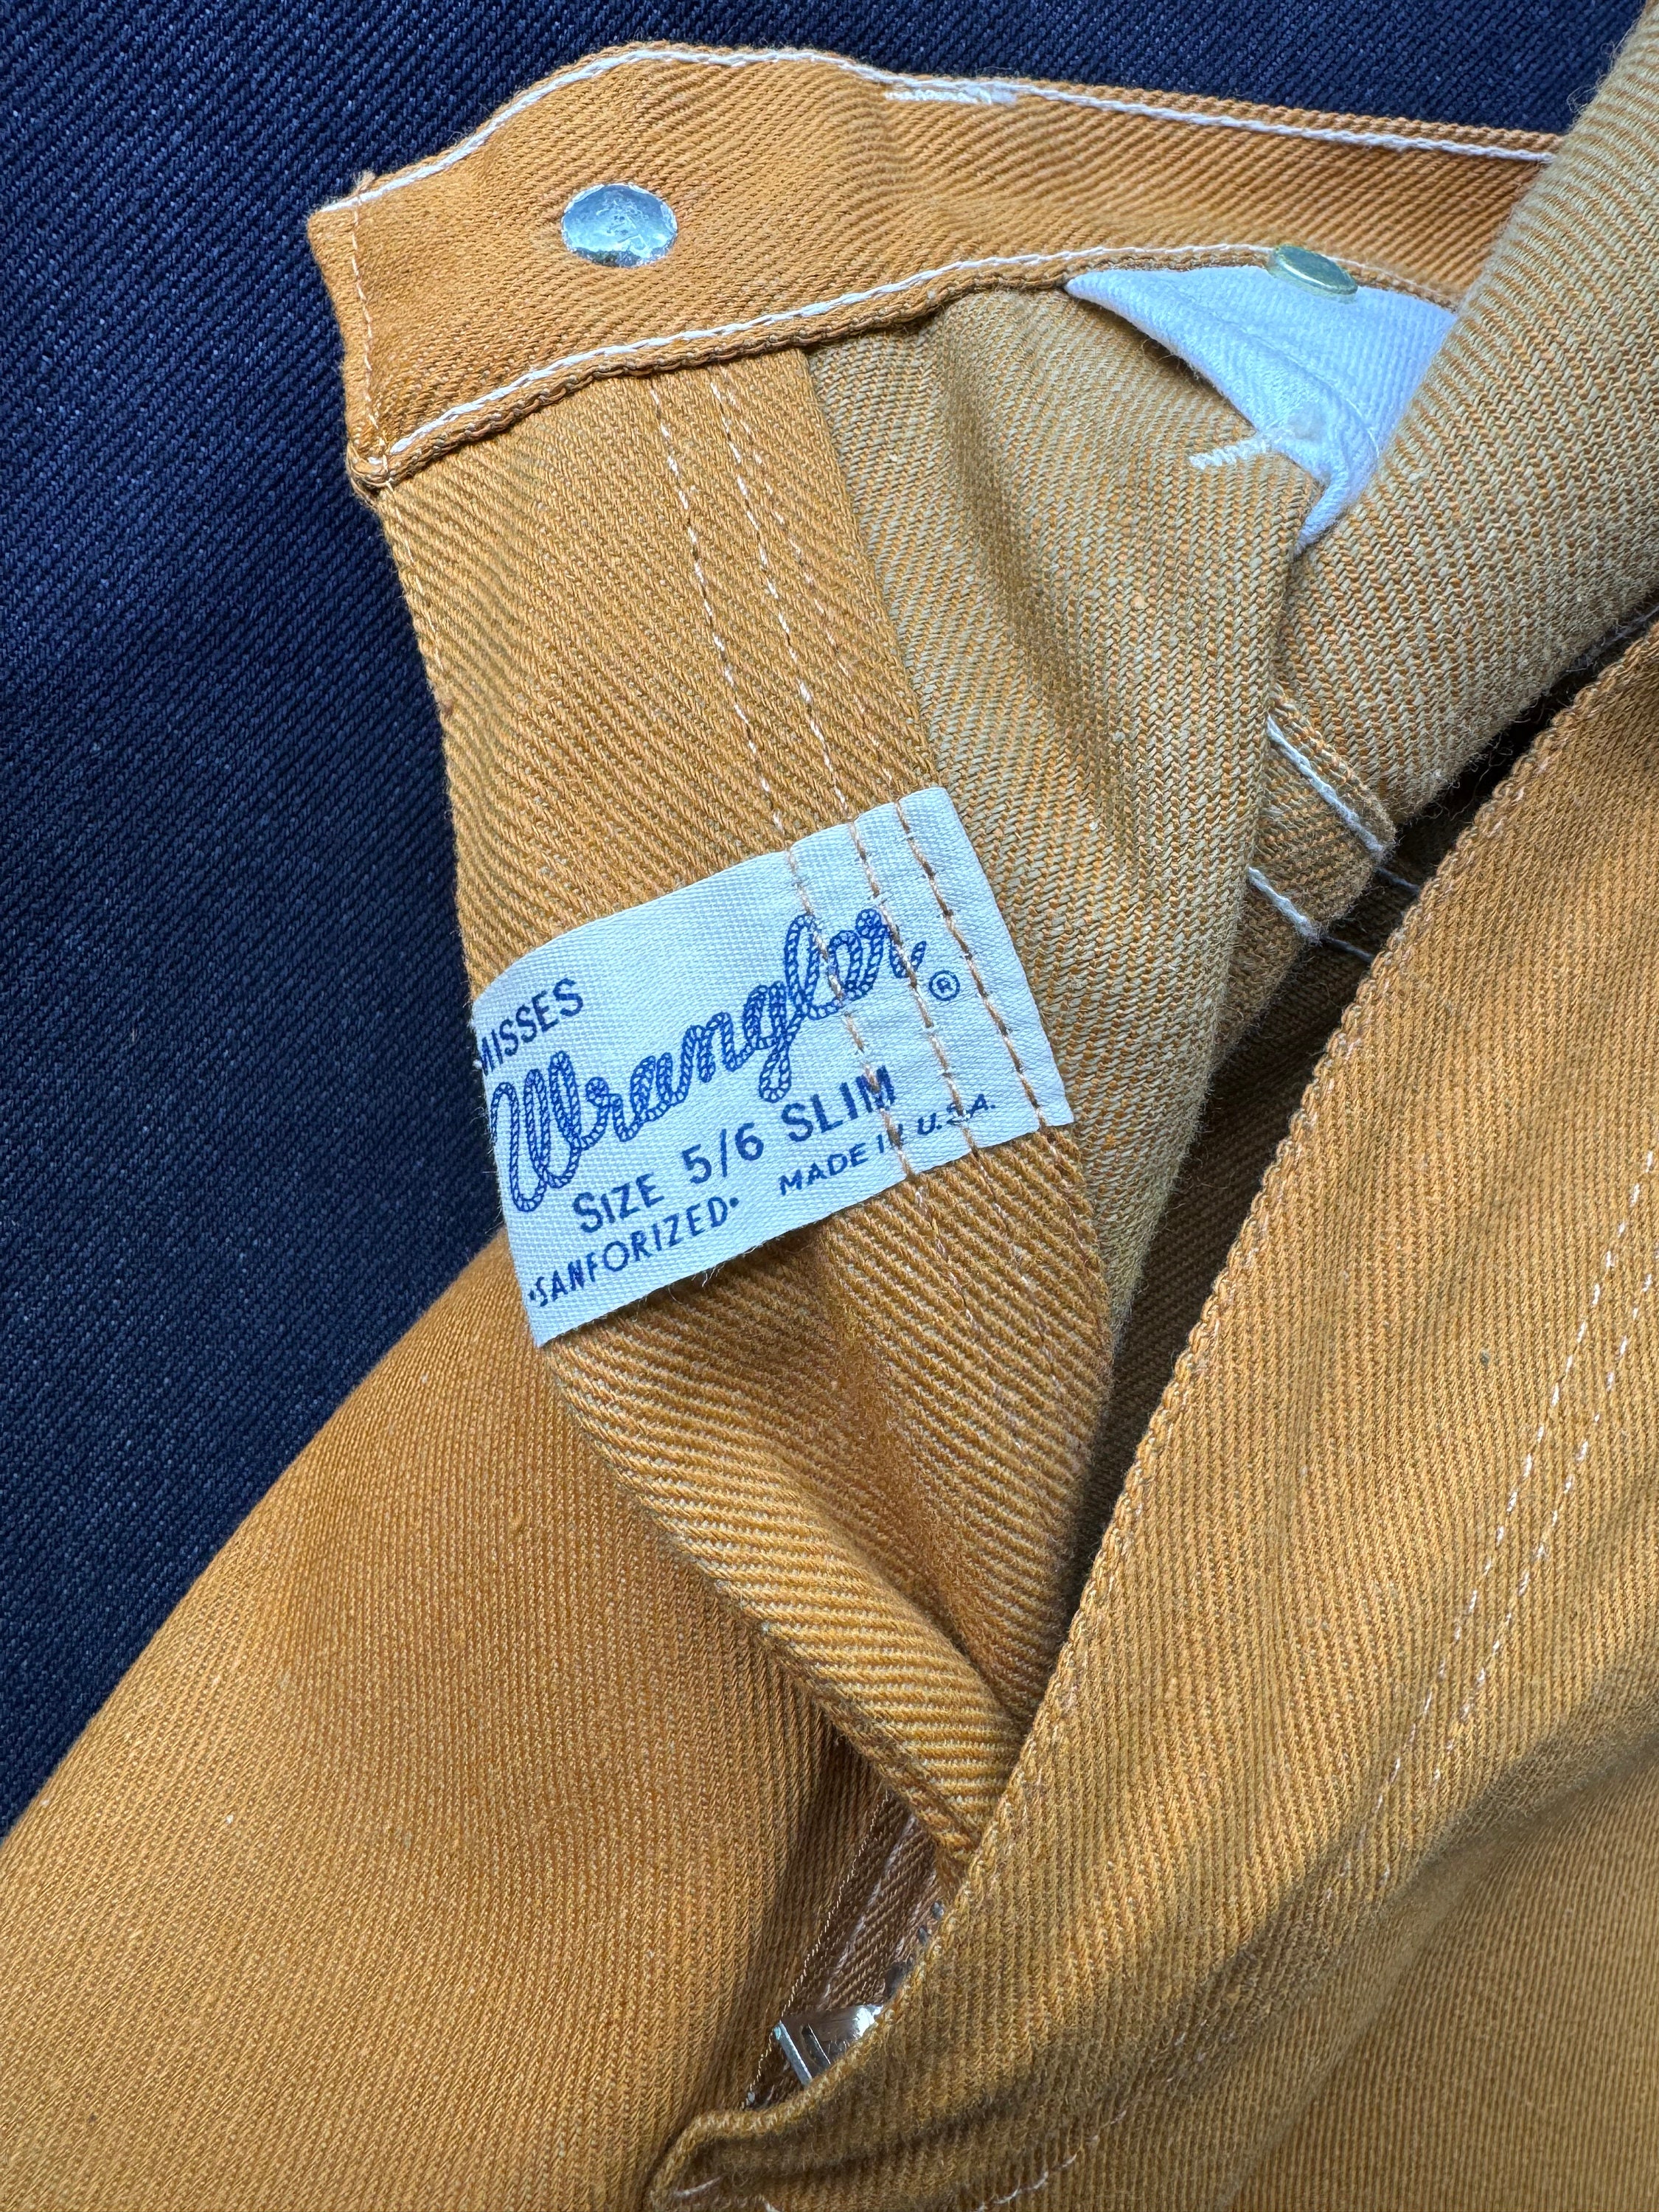 MISSES
Wrangler ®
SIZE 5/6 SLIM
•SANFORIZED• MADE IN U.S.A.